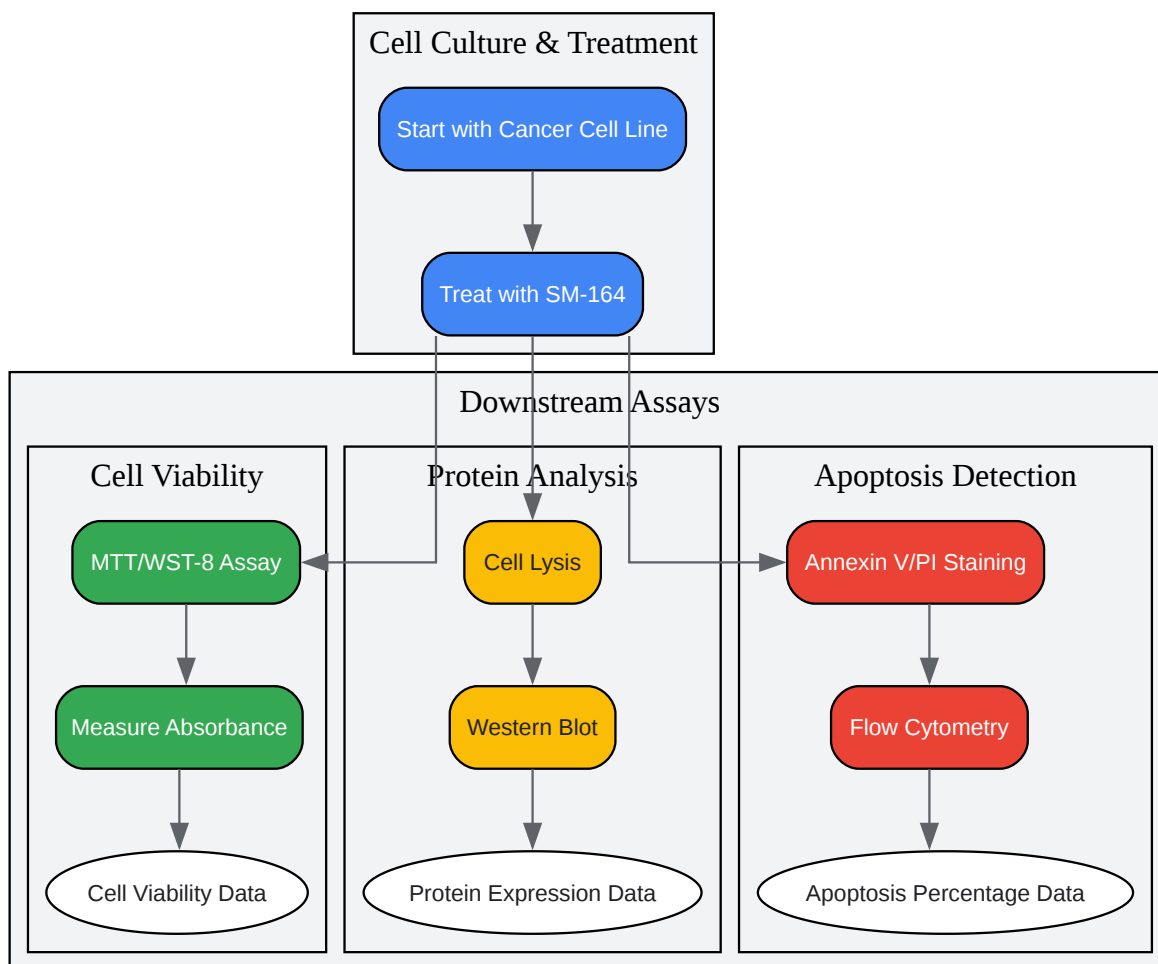 Cell Culture & Treatment
Start with Cancer Cell Line
Treat with SM-164
Downstream Assays
Cell Viability
Protein Analysis
Apoptosis Detection
MTT/WST-8 Assay
Cell Lysis
Annexin V/PI Staining
Measure Absorbance
Western Blot
Flow Cytometry
Cell Viability Data
Protein Expression Data
Apoptosis Percentage Data